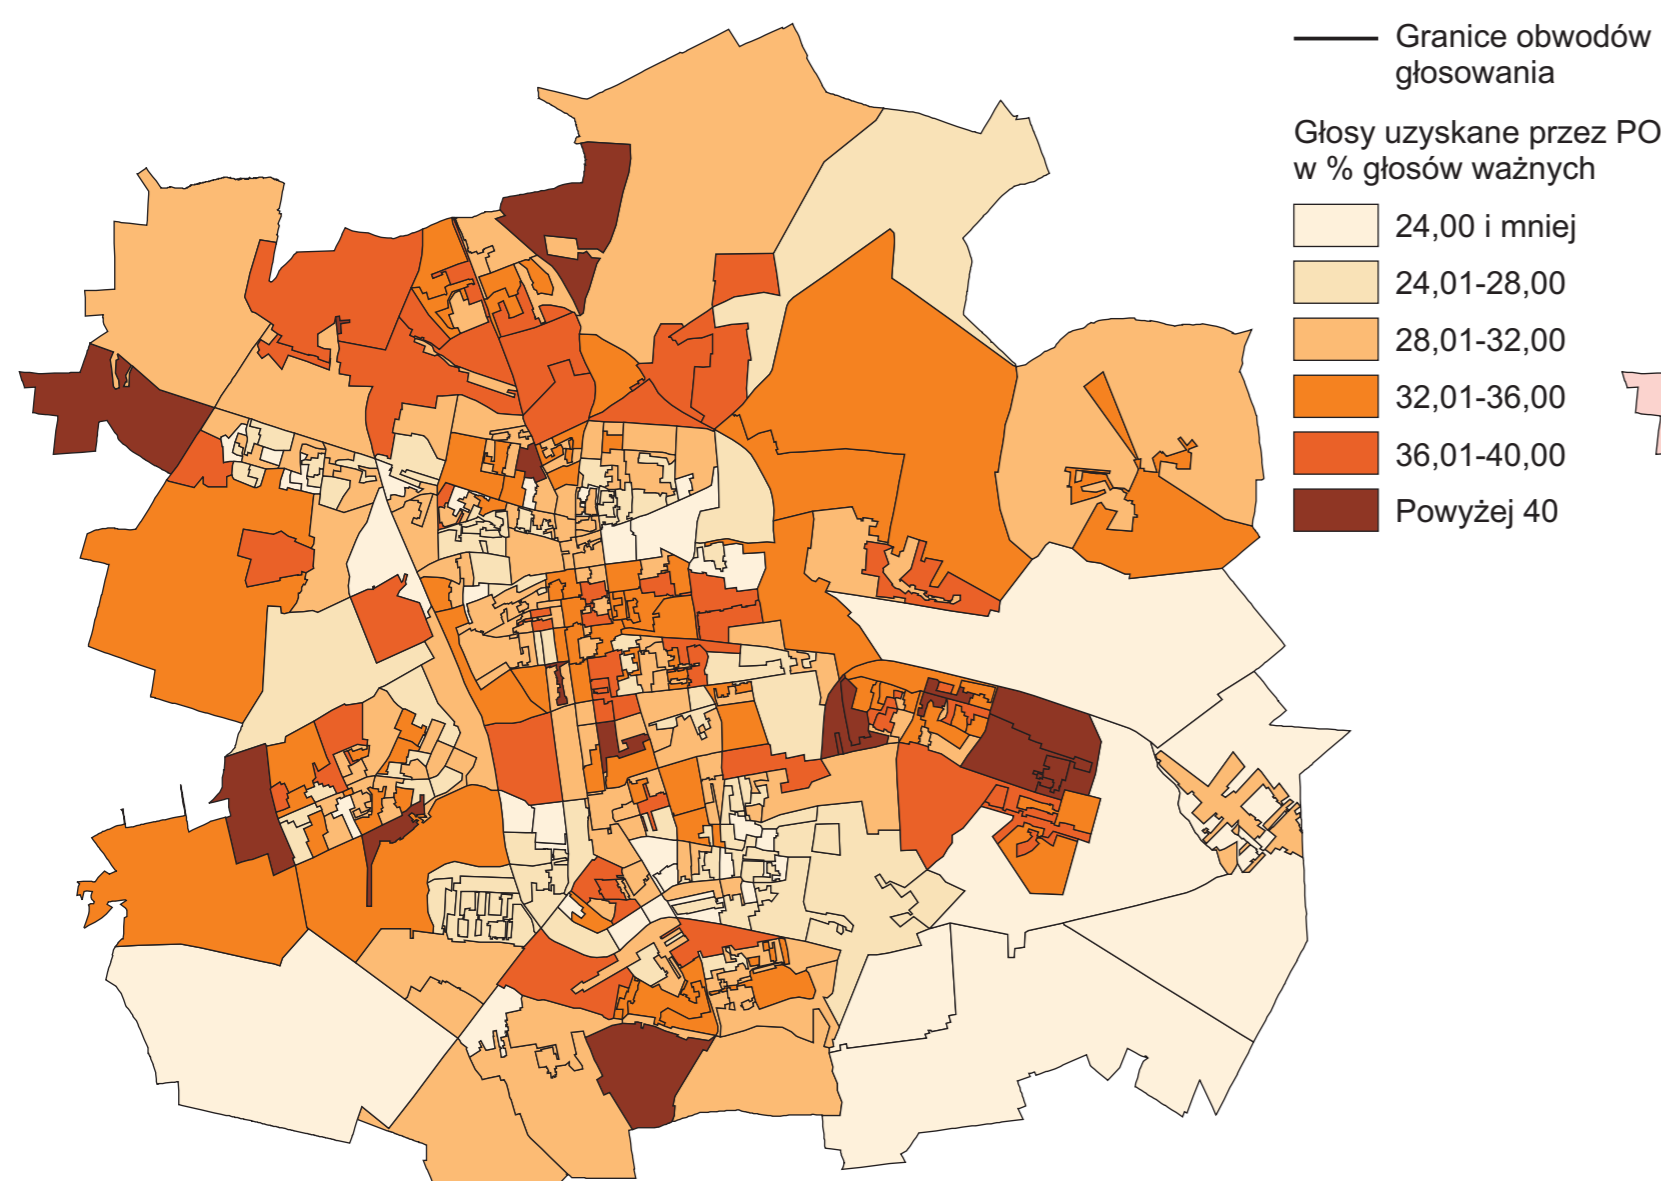 Granice obwodów
głosowania
Głosy uzyskane przez PO
w % głosów ważnych
24,00 i mniej
24,01-28,00
28,01-32,00
32,01-36,00
36,01-40,00
Powyżej 40